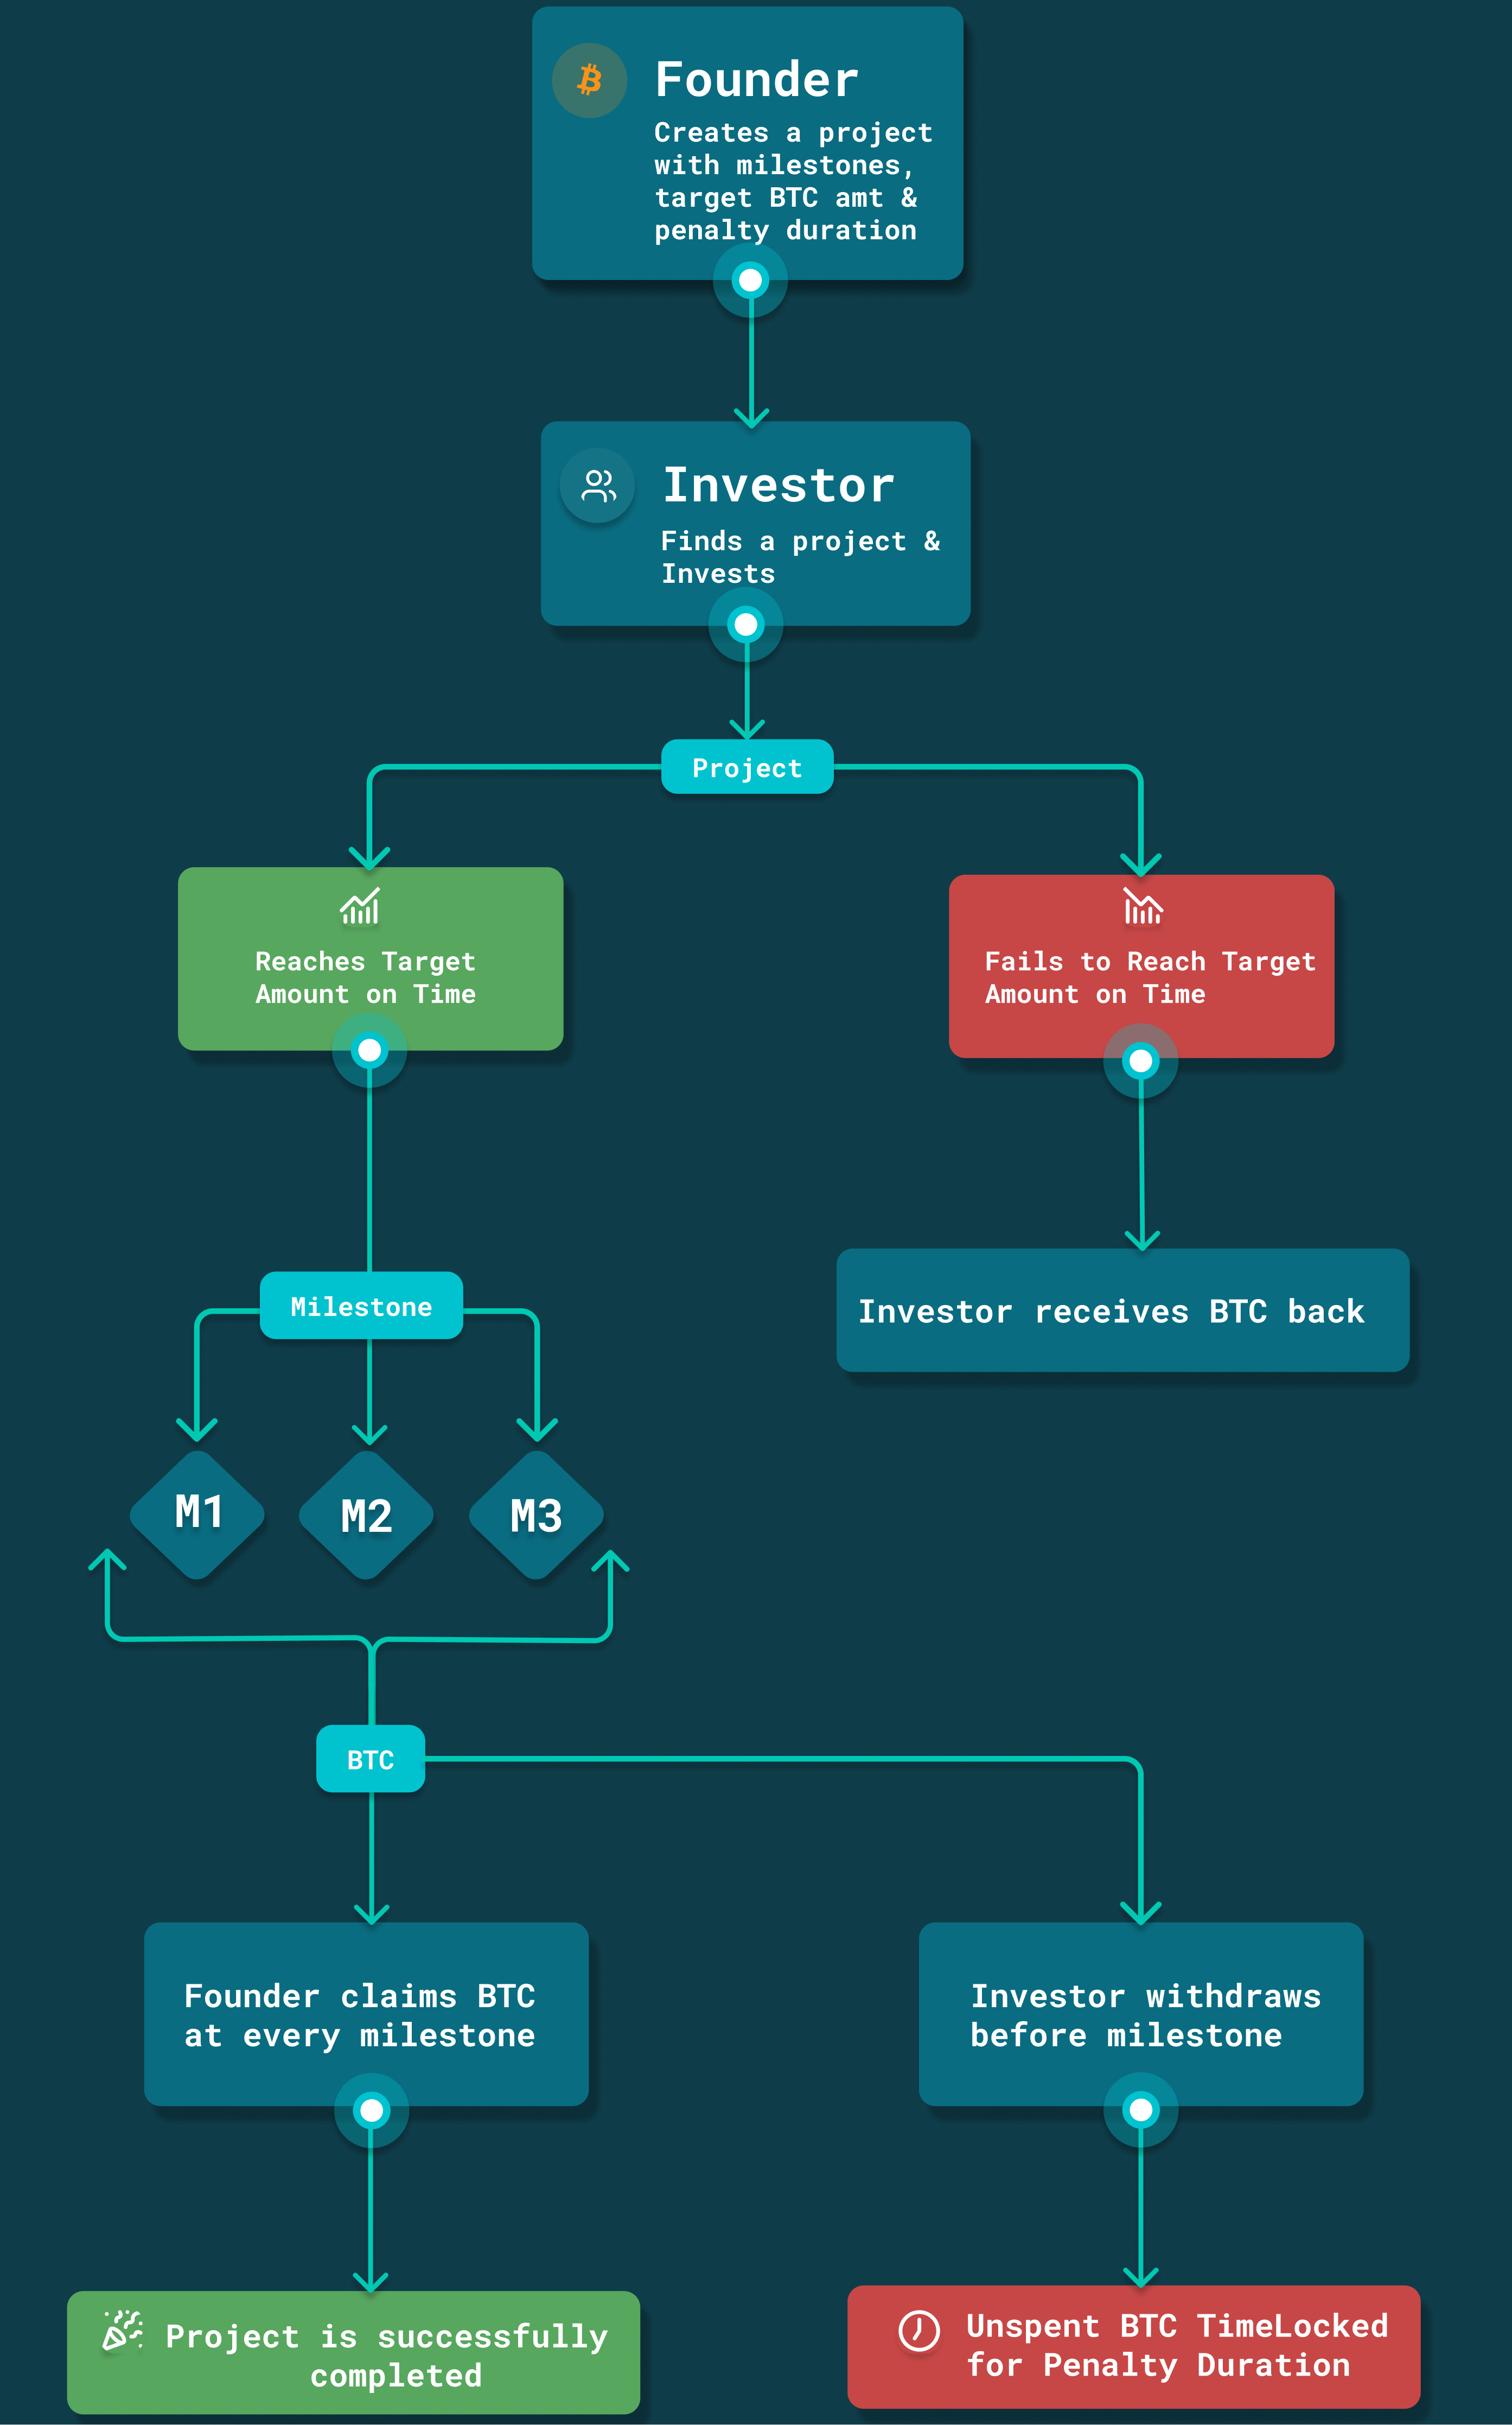 Founder
Creates a project
with milestones,
target BTC amt &
penalty duration
Investor
Finds a project &
Invests
Project
Reaches Target
Amount on Time
Fails to Reach Target
Amount on Time
Milestone
Investor receives BTC back
M1
M2
M3
BTC
Founder claims BTC
at every milestone
Investor withdraws
before milestone
Project is successfully
completed
Unspent BTC TimeLocked
for Penalty Duration